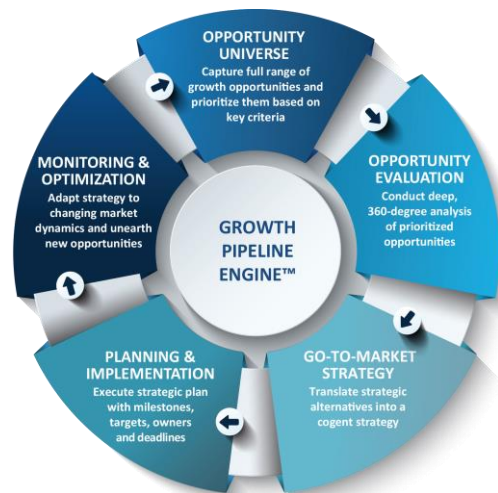 OPPORTUNITY
UNIVERSE
Capture full range of
growth opportunities and
prioritize them based on
key criteria
OPPORTUNITY
EVALUATION
Conduct deep,
360-degree analysis
of prioritized
opportunities
GO-TO-MARKET
STRATEGY
Translate strategic
alternatives into a
cogent strategy
PLANNING &
IMPLEMENTATION
Execute strategic plan
with milestones,
targets, owners
and deadlines
MONITORING &
OPTIMIZATION
Adapt strategy to
changing market
dynamics and unearth
new opportunities
GROWTH
PIPELINE
ENGINE™